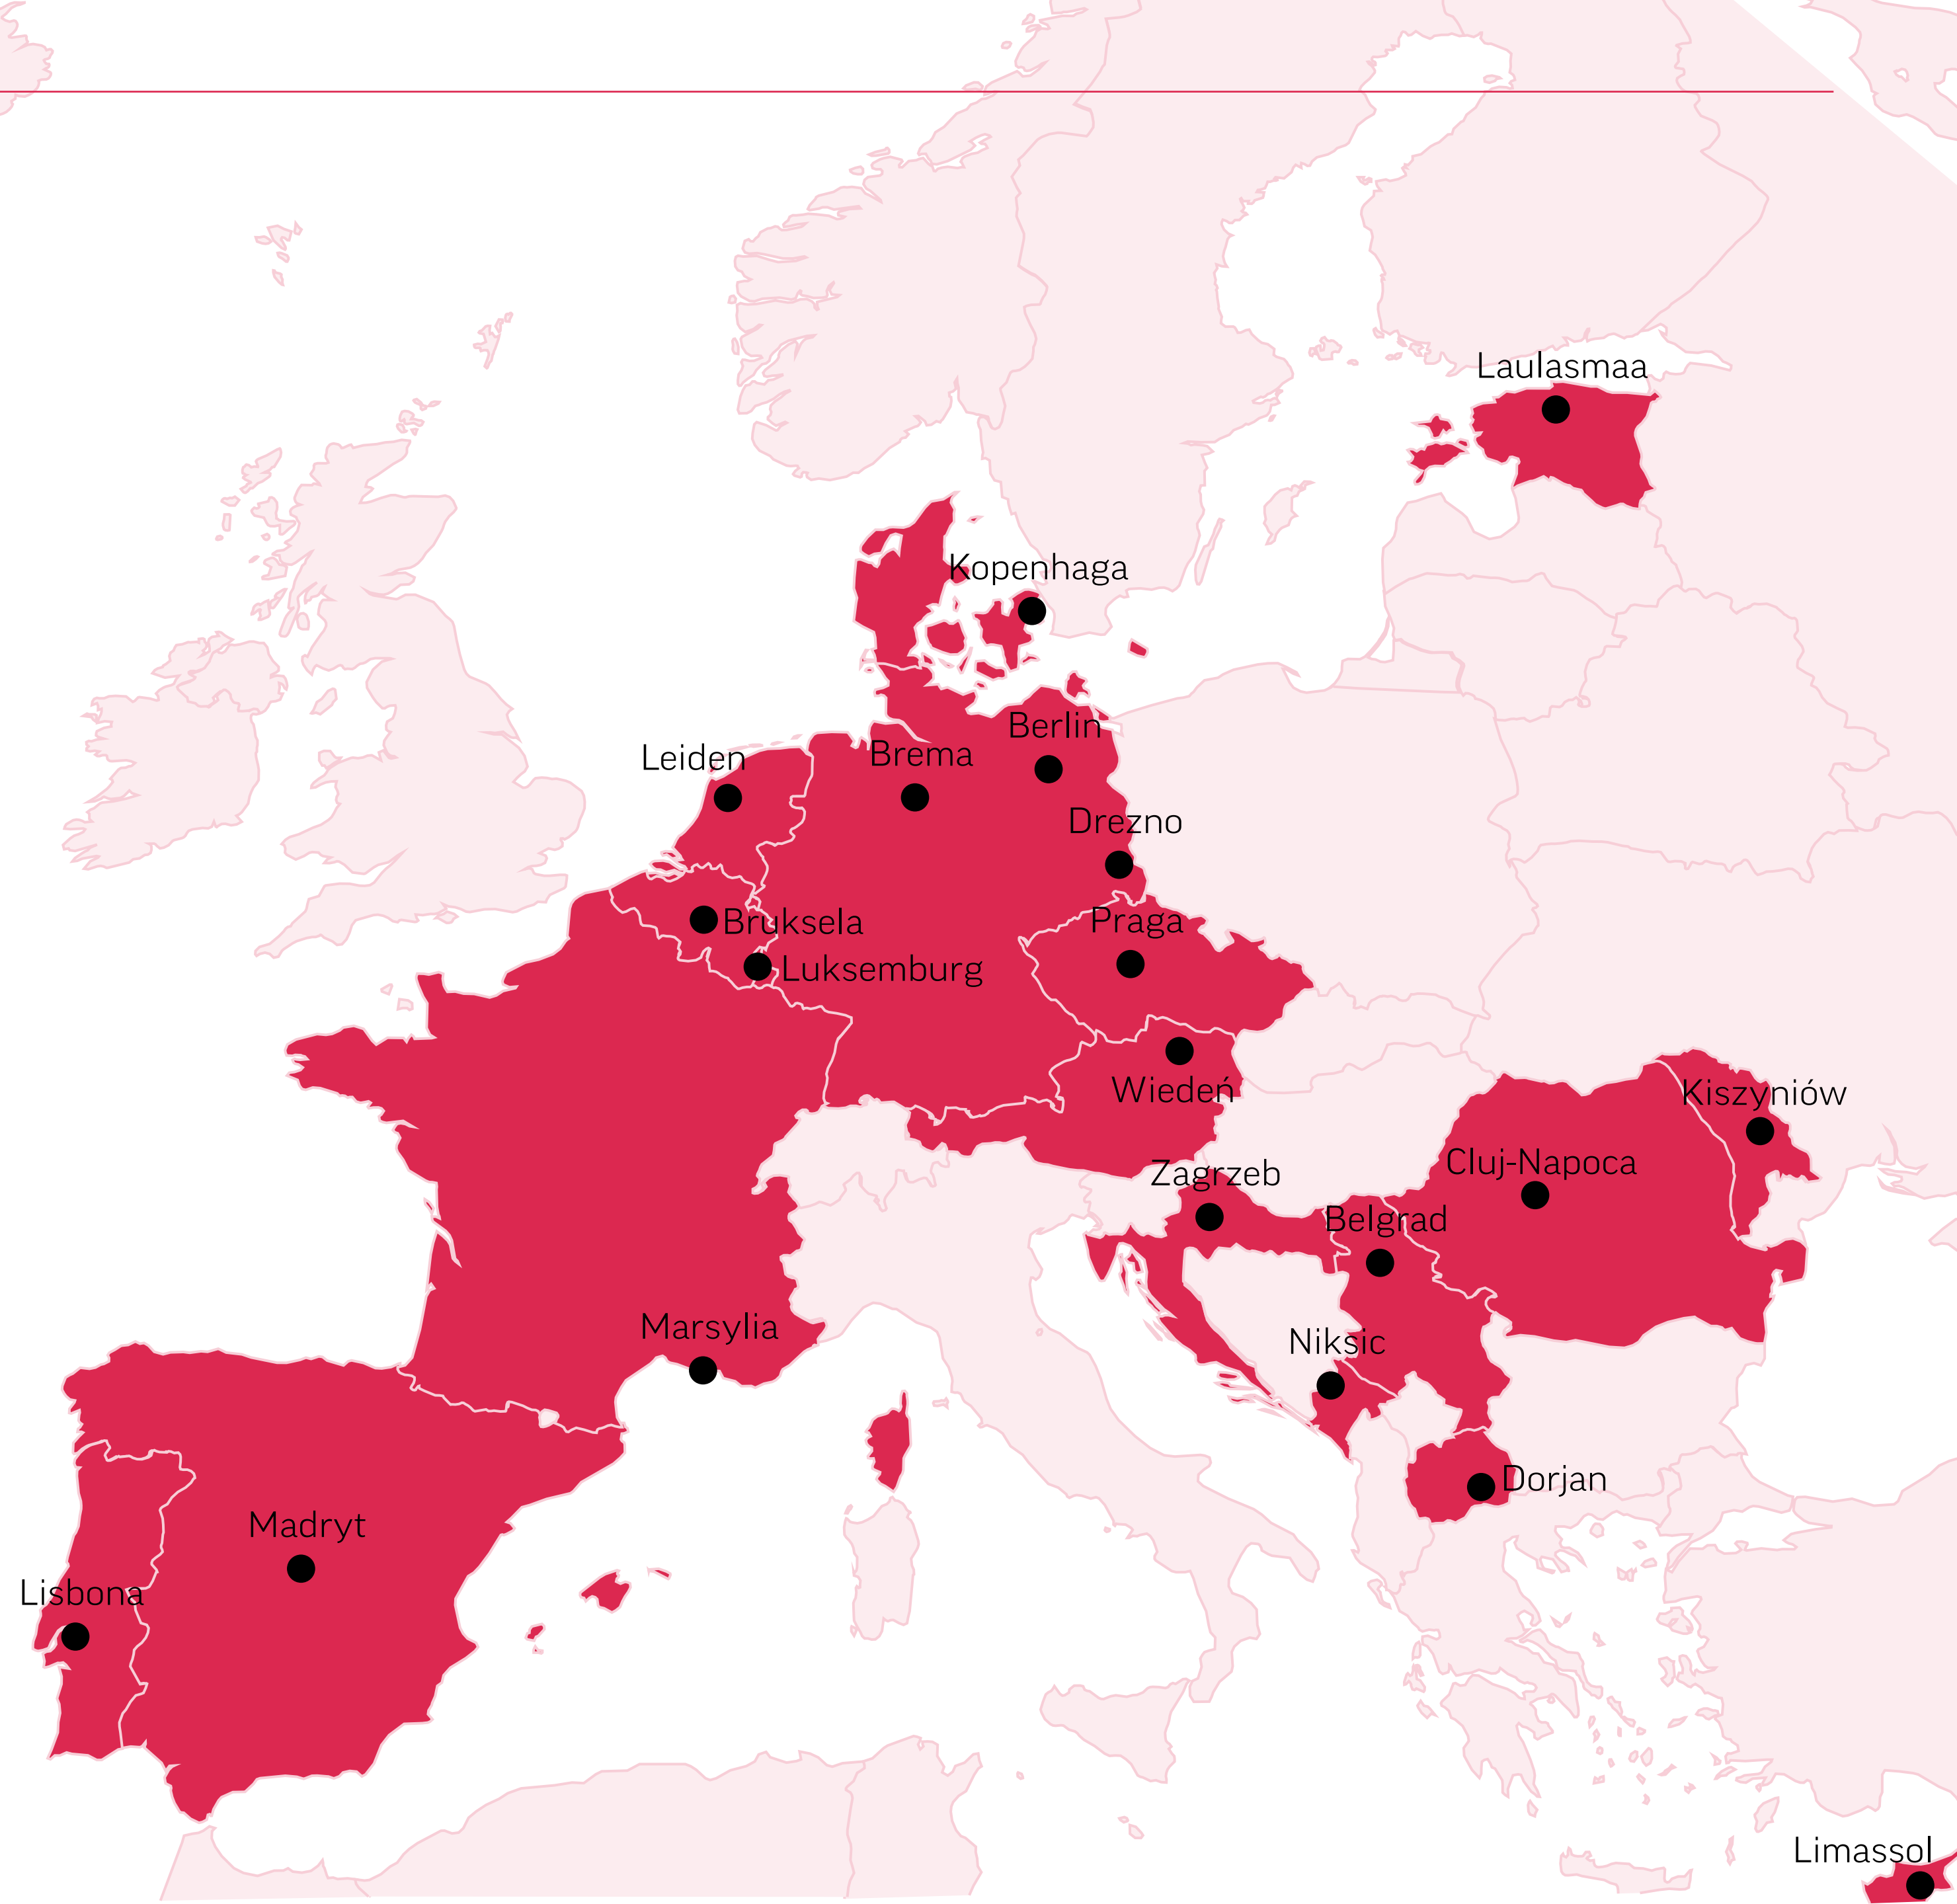 Laulasmaa
Kopenhaga
Berlin
Brema
Leiden
Drezno
Bruksela
Praga
Luksemburg
Wiedeń
Kiszyniów
Cluj-Napoca
Zagrzeb
Belgrad
Marsylia
Niksic
Dorjan
Madryt
Lisbona
Limassol